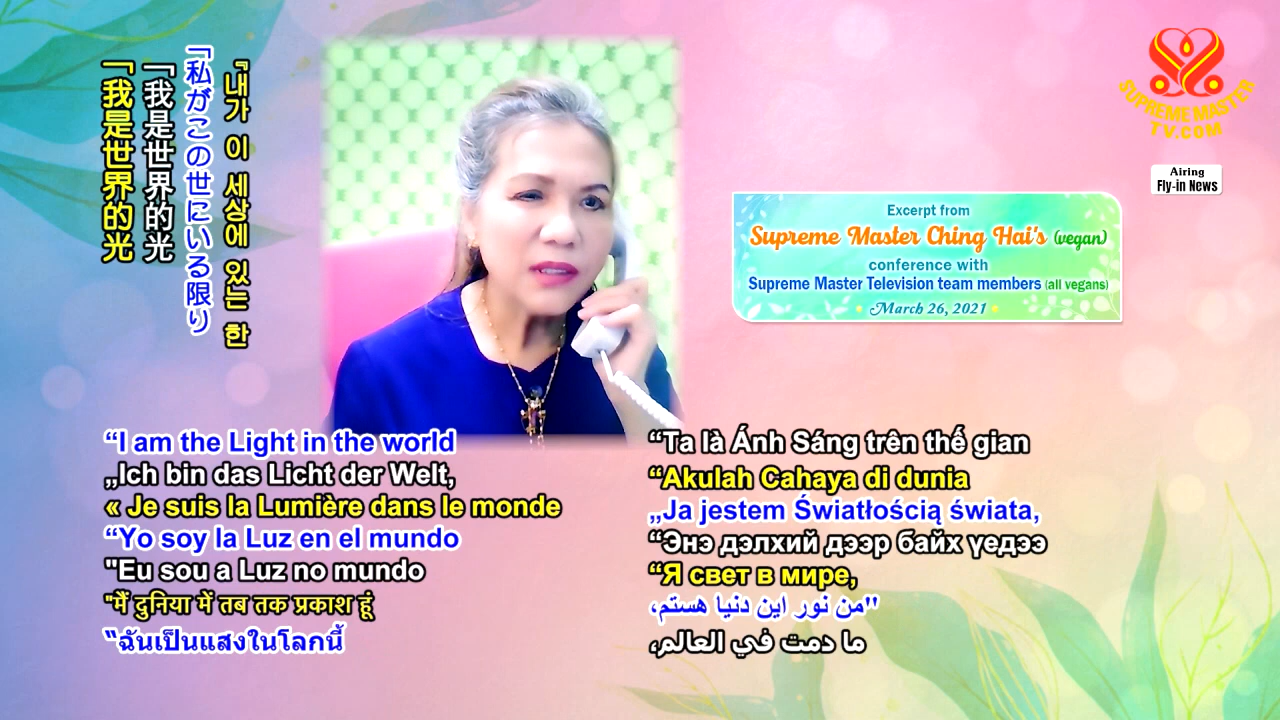 「我是世界的光
「我是世界的光
「私がこの世にいる限り
『내가 이 세상에 있는 한
SUPREME MASTER
TV.COM
Airing
Fly-in News
Excerpt from
Supreme Master Ching Hai's (vegan)
conference with
Supreme Master Television team members (all vegans)
March 26, 2021
“I am the Light in the world
„Ich bin das Licht der Welt,
« Je suis la Lumière dans le monde
“Yo soy la Luz en el mundo
"Eu sou a Luz no mundo
"मैं दुनिया में तब तक प्रकाश हूं
“ฉันเป็นแสงในโลกนี้
“Ta là Ánh Sáng trên thế gian
“Akulah Cahaya di dunia
„Ja jestem Światłością świata,
“Энэ дэлхий дээр байх үедээ
“Я свет в мире,
"من نور این دنیا هستم،
ما دمت في العالم،